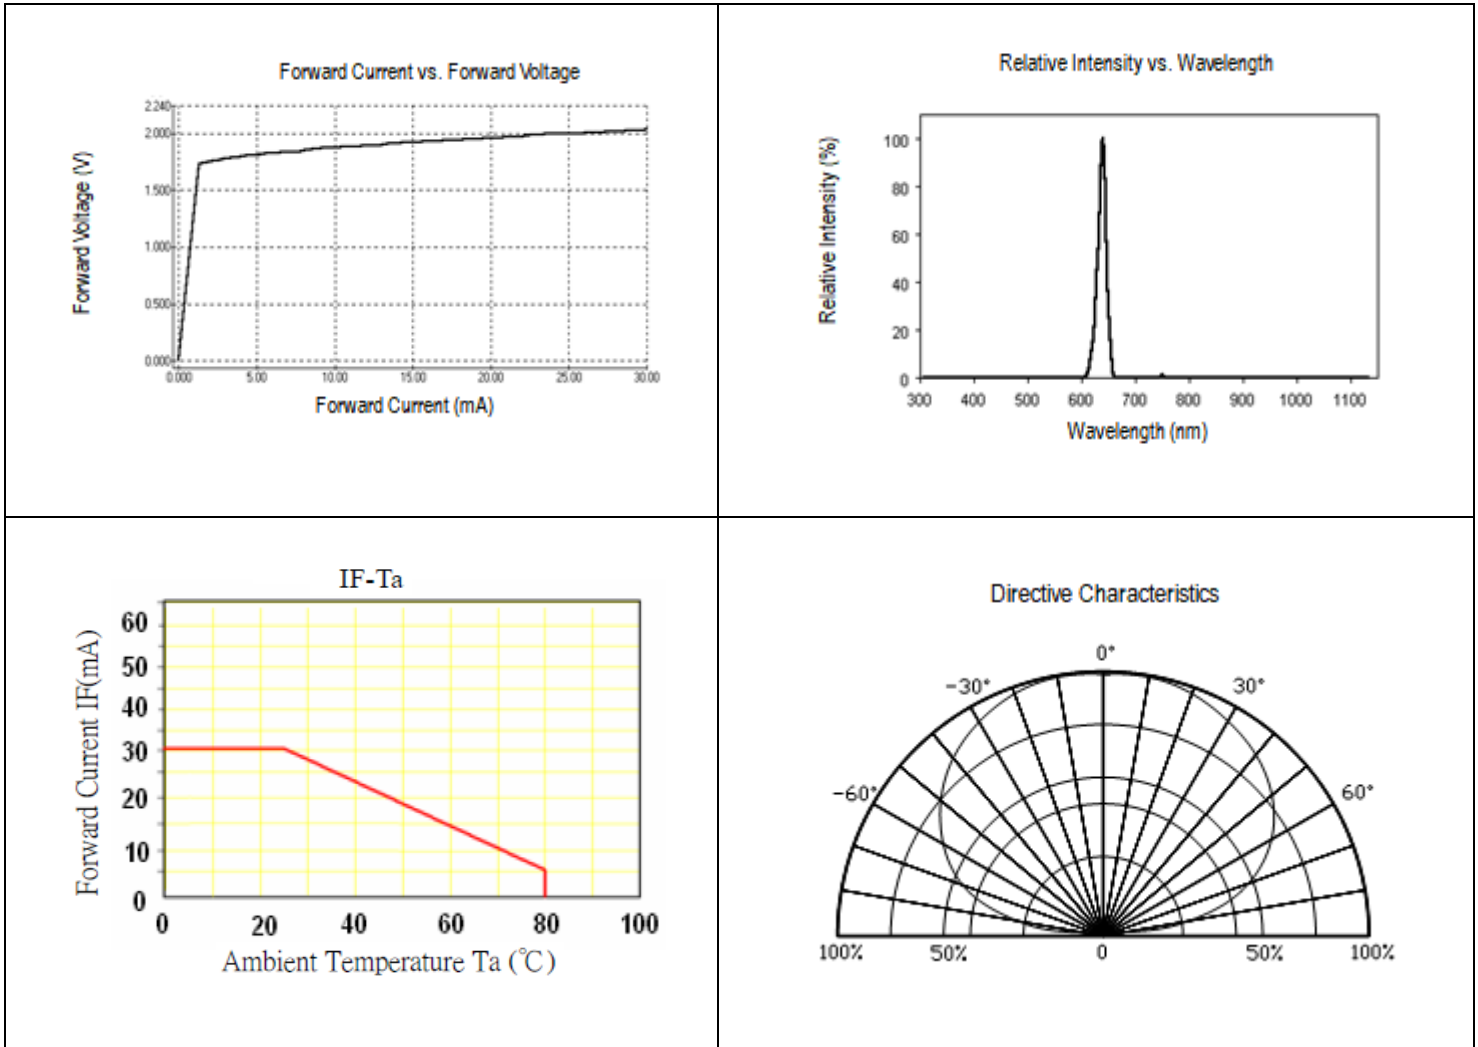 Forward Current vs. Forward Voltage
2.240
2.000
1.500
1.000
0.500
0.000
0.000 5.00 10.00 15.00 20.00 25.00 30.00
Forward Voltage (V)
Forward Current (mA)
Relative Intensity vs. Wavelength
100
80
60
40
20
0
300 400 500 600 700 800 900 1000 1100
Relative Intensity (%)
Wavelength (nm)
IF-Ta
60
50
40
30
20
10
0
0 20 40 60 80 100
Forward Current IF(mA)
Ambient Temperature Ta (℃)
Directive Characteristics
0°
-30° 30°
-60° 60°
100% 50% 0 50% 100%